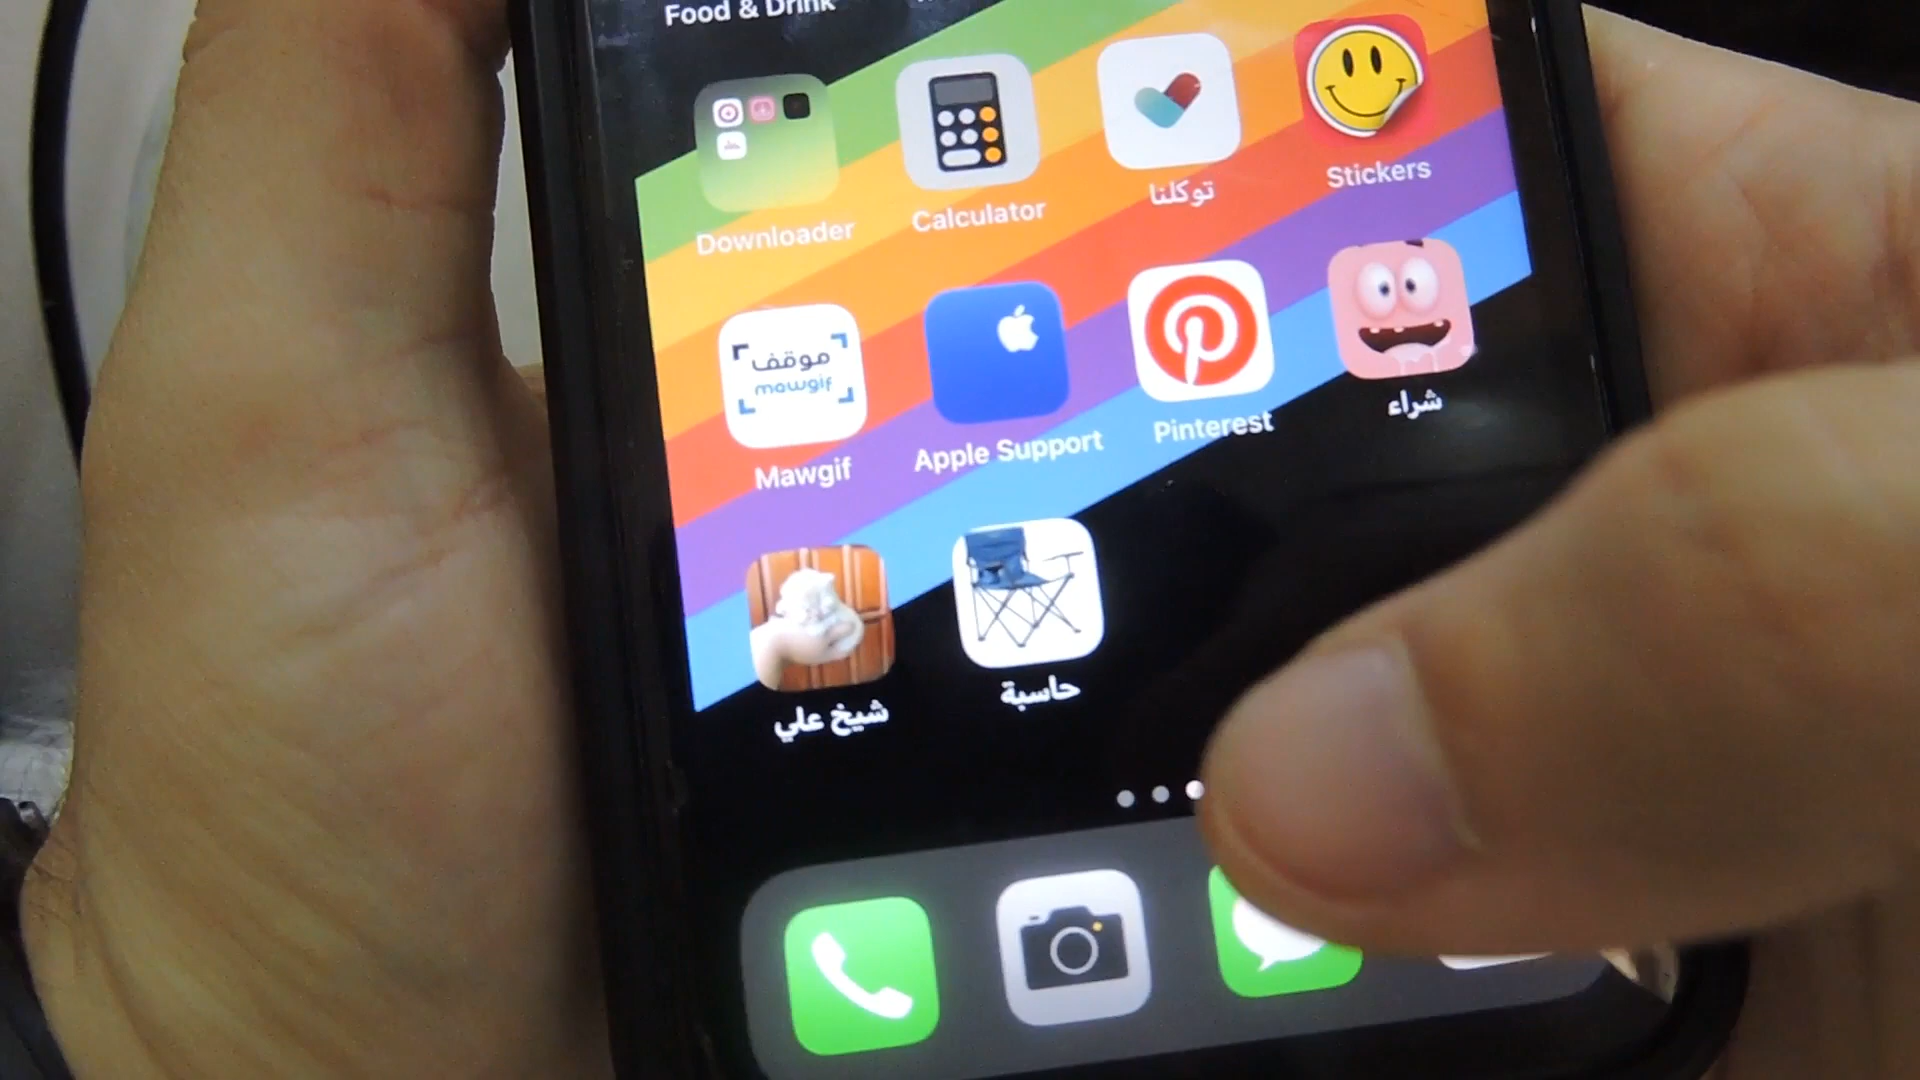 Food & Drink
Downloader
Calculator
توكلنا
Stickers
موقف
mawgif
Mawgif
Apple Support
Pinterest
شراء
شيخ علي
حاسبة